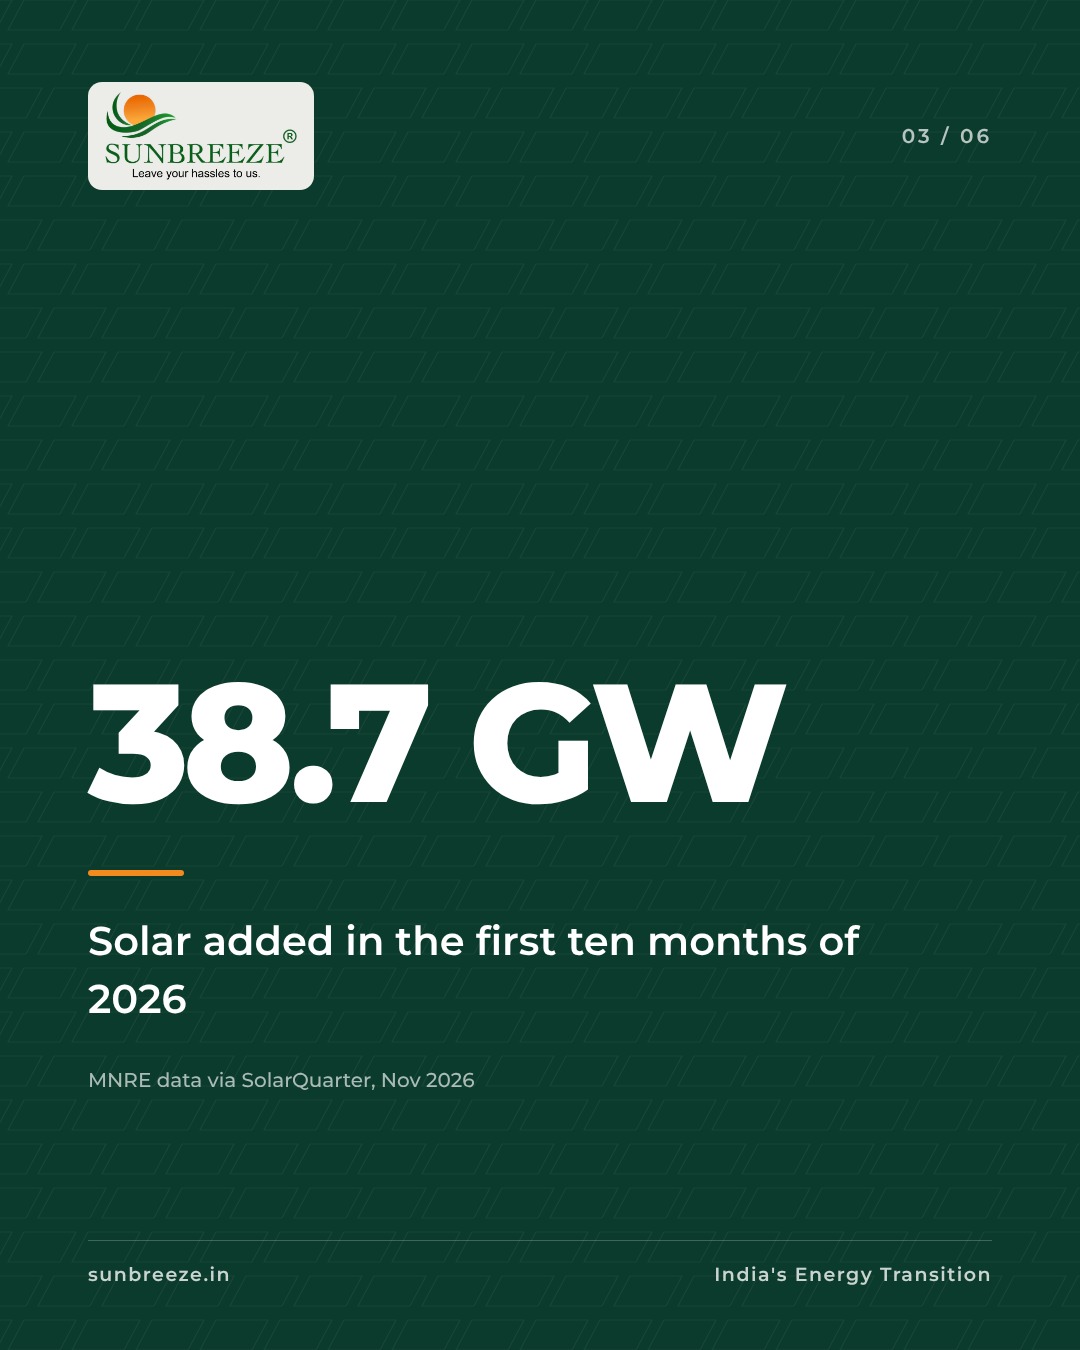 SUNBREEZE®
Leave your hassles to us.
03 / 06
38.7 GW
Solar added in the first ten months of
2026
MNRE data via SolarQuarter, Nov 2026
sunbreeze.in
India's Energy Transition